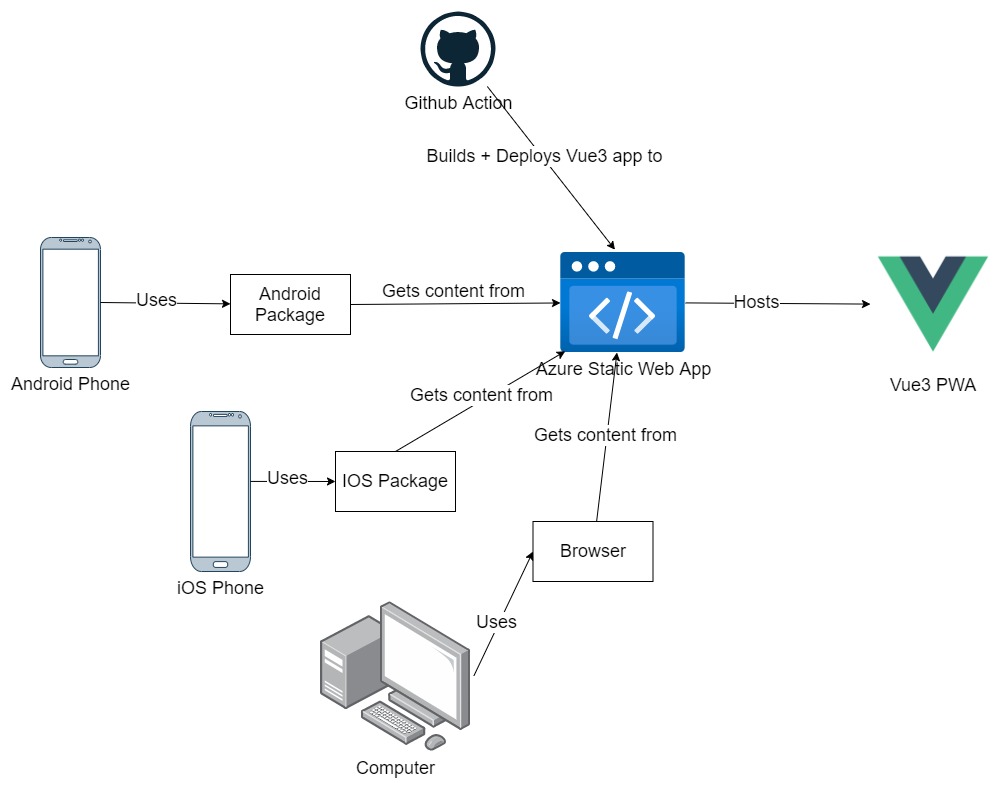 Github Action
Builds + Deploys Vue3 app to
Uses
Android
Package
Gets content from
Hosts
Azure Static Web App
Android Phone
Vue3 PWA
Gets content from
Uses
IOS Package
Gets content from
iOS Phone
Browser
Uses
Computer